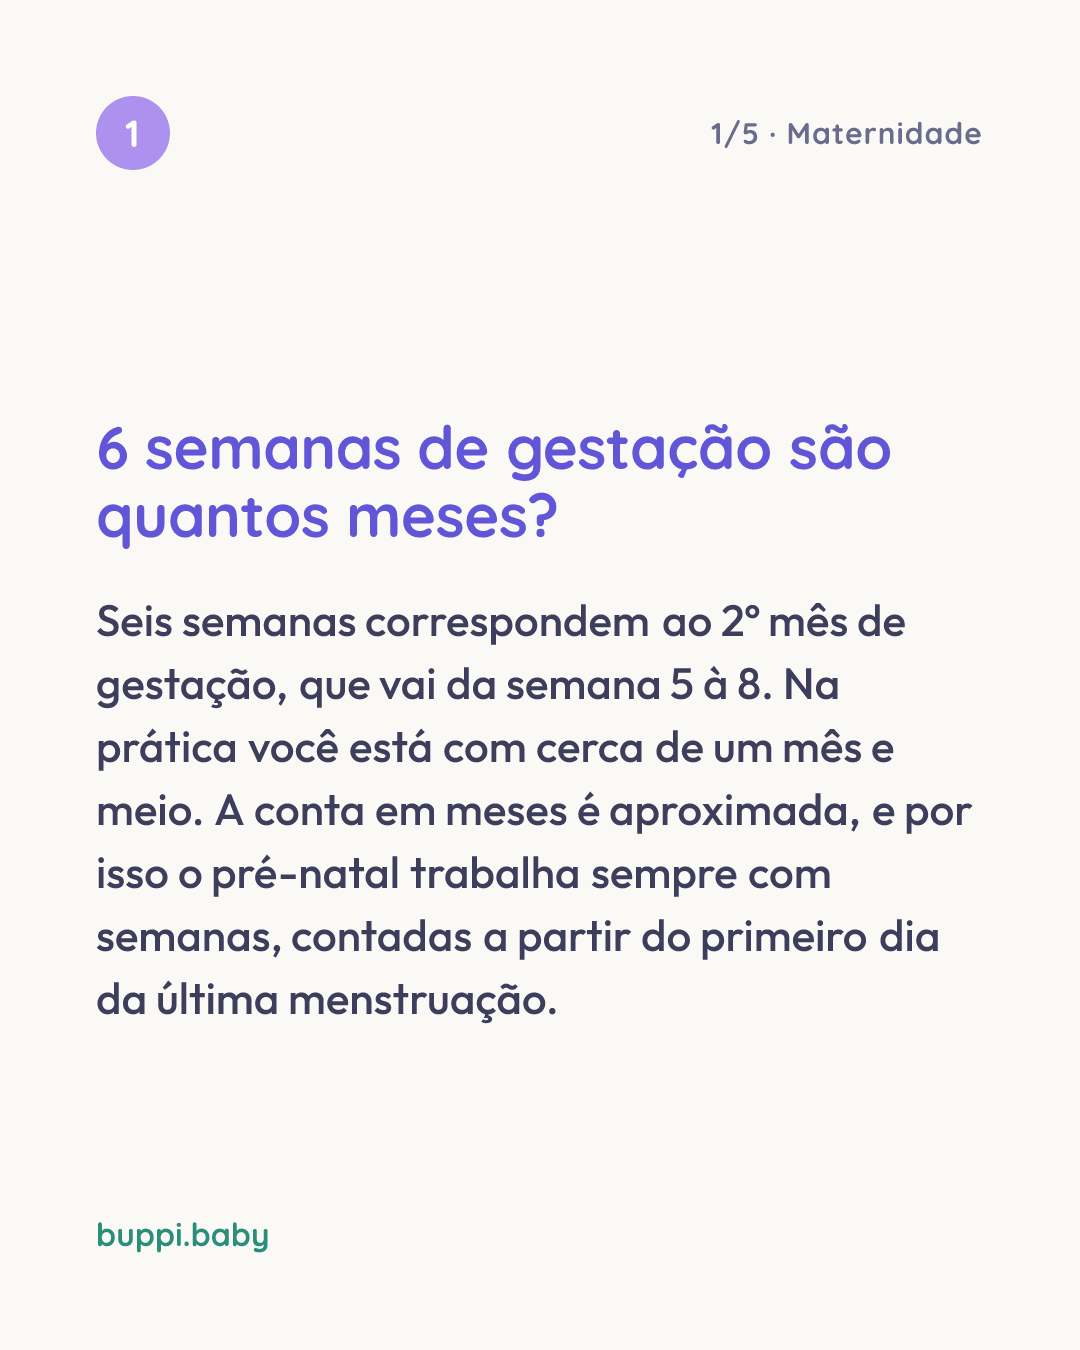 1
1/5 · Maternidade
6 semanas de gestação são
quantos meses?
Seis semanas correspondem ao 2º mês de
gestação, que vai da semana 5 à 8. Na
prática você está com cerca de um mês e
meio. A conta em meses é aproximada, e por
isso o pré-natal trabalha sempre com
semanas, contadas a partir do primeiro dia
da última menstruação.
buppi.baby